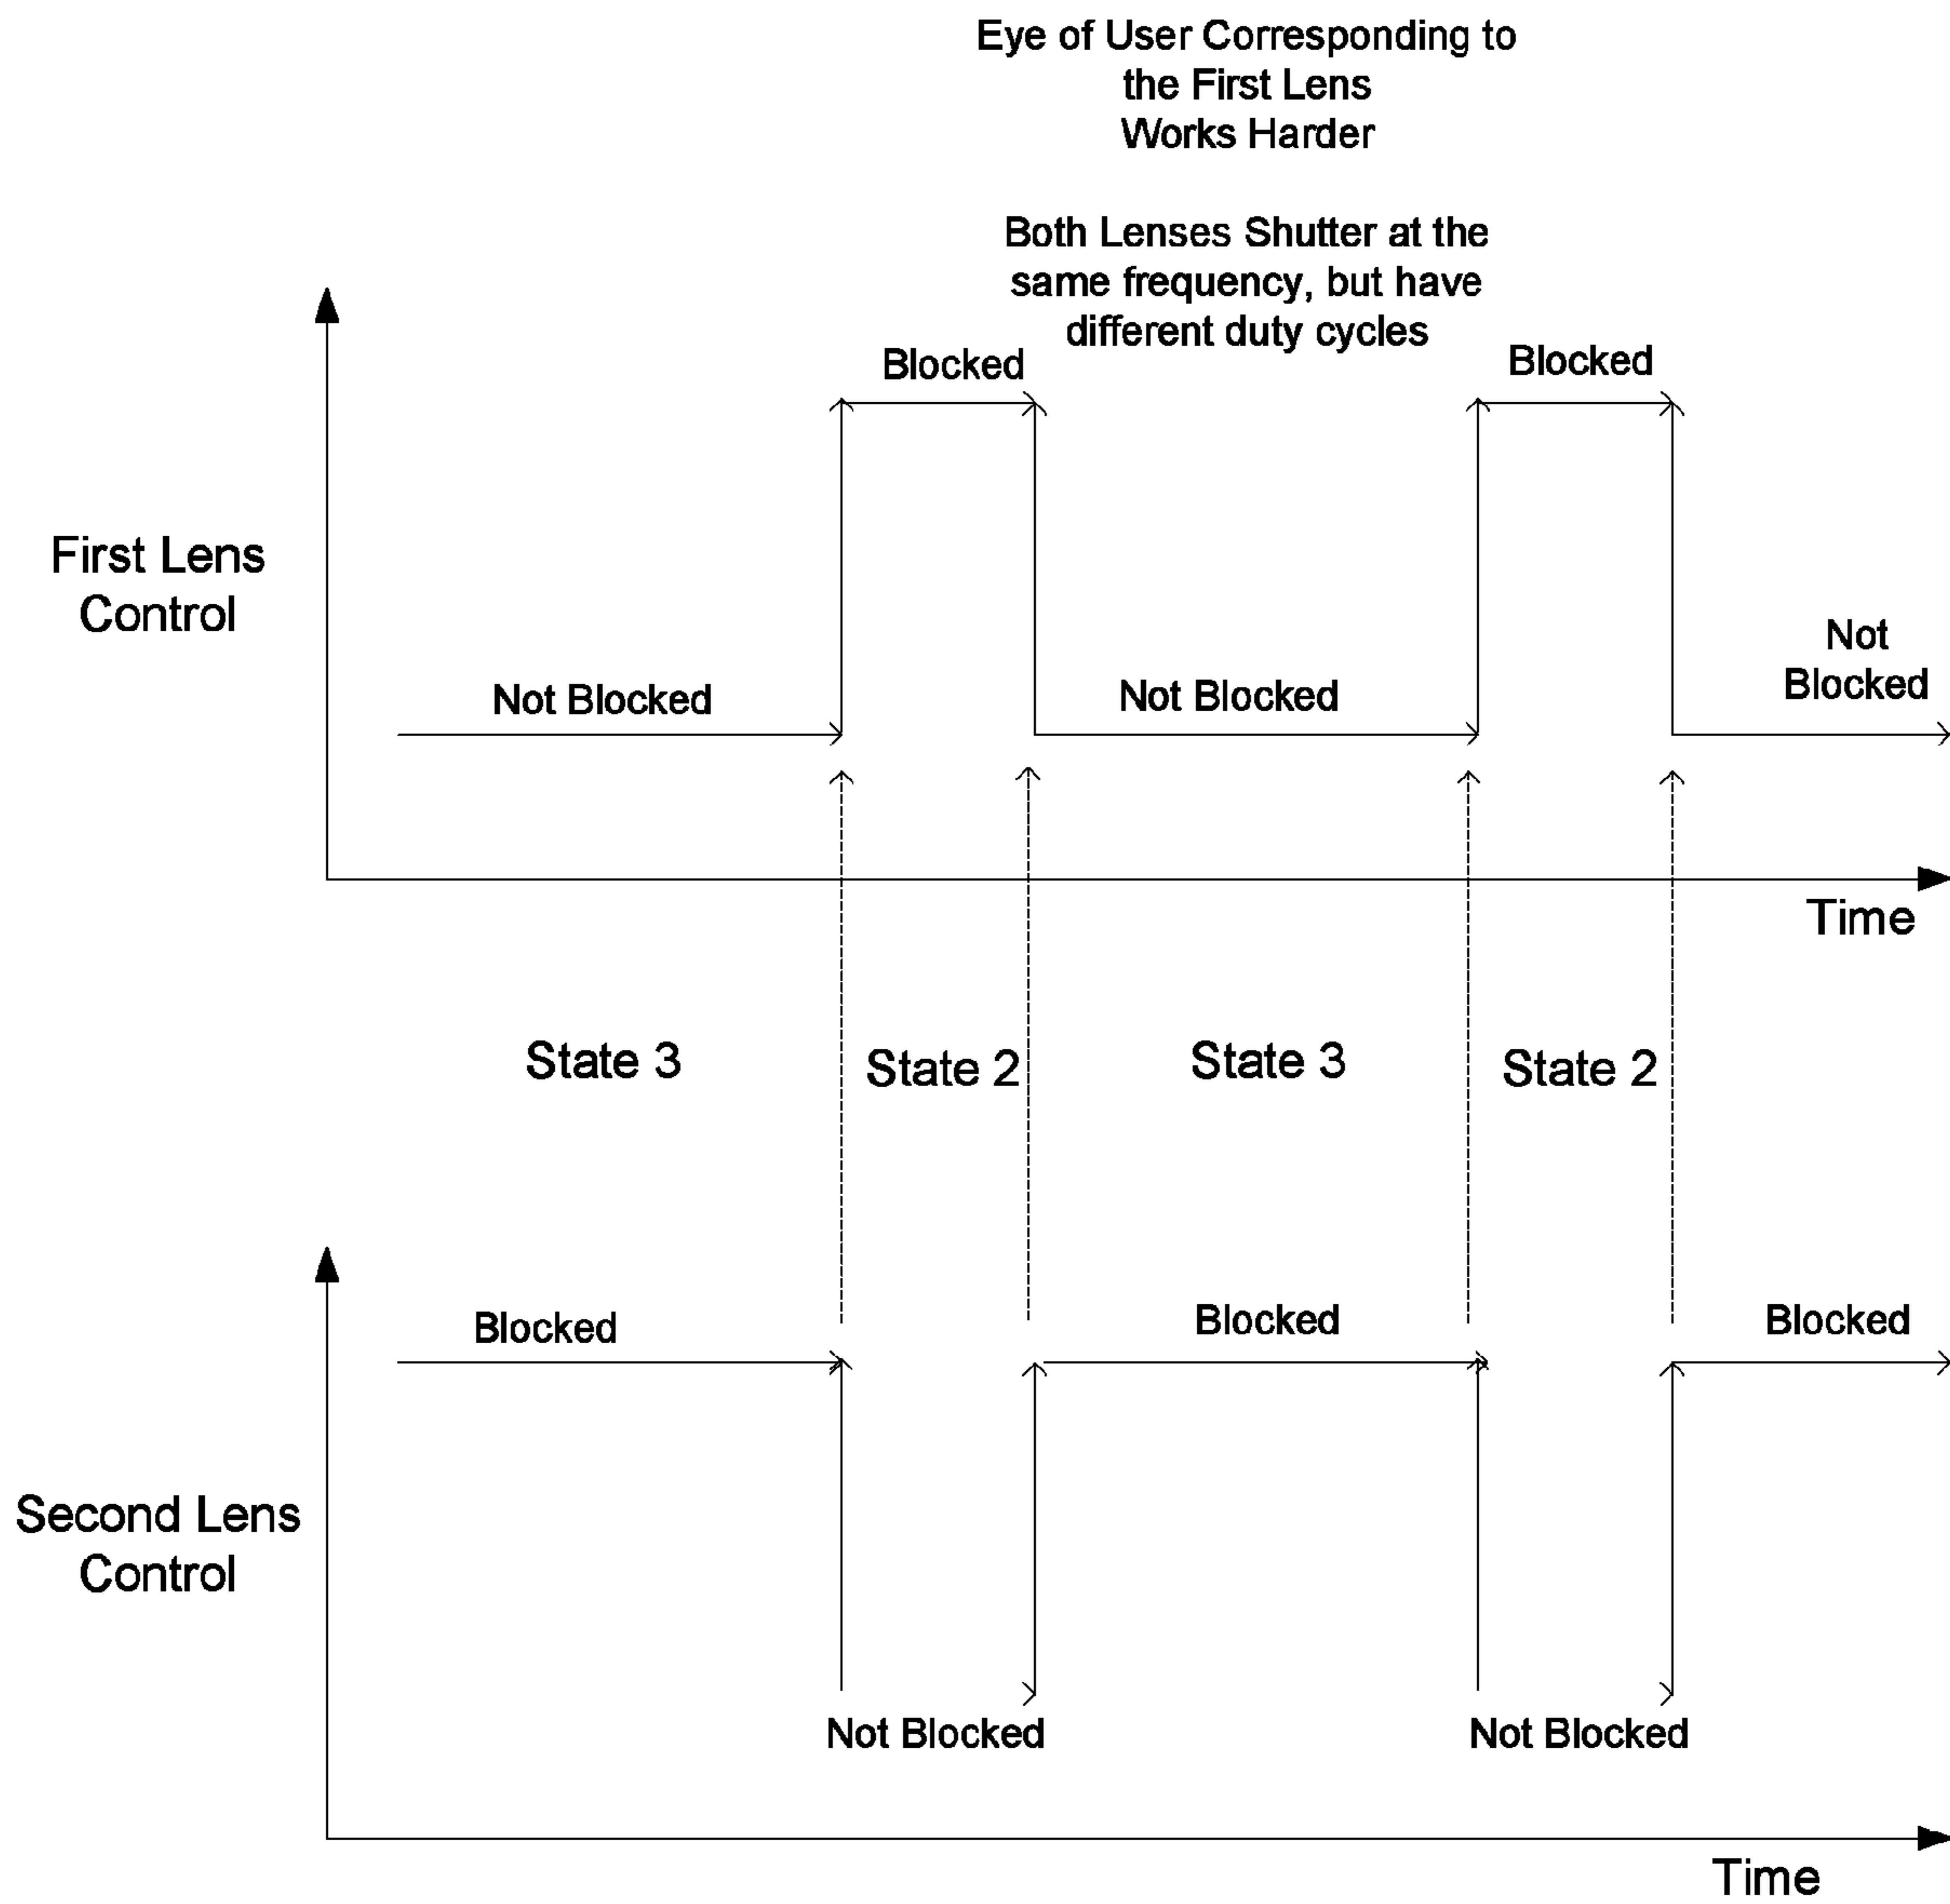 Eye of User Corresponding to
the First Lens
Works Harder
Both Lenses Shutter at the
same frequency, but have
different duty cycles
Blocked
Blocked
First Lens
Control
Not Blocked
Not Blocked
Not
Blocked
Time
State 3
State 2
State 3
State 2
Blocked
Blocked
Blocked
Second Lens
Control
Not Blocked
Not Blocked
Time